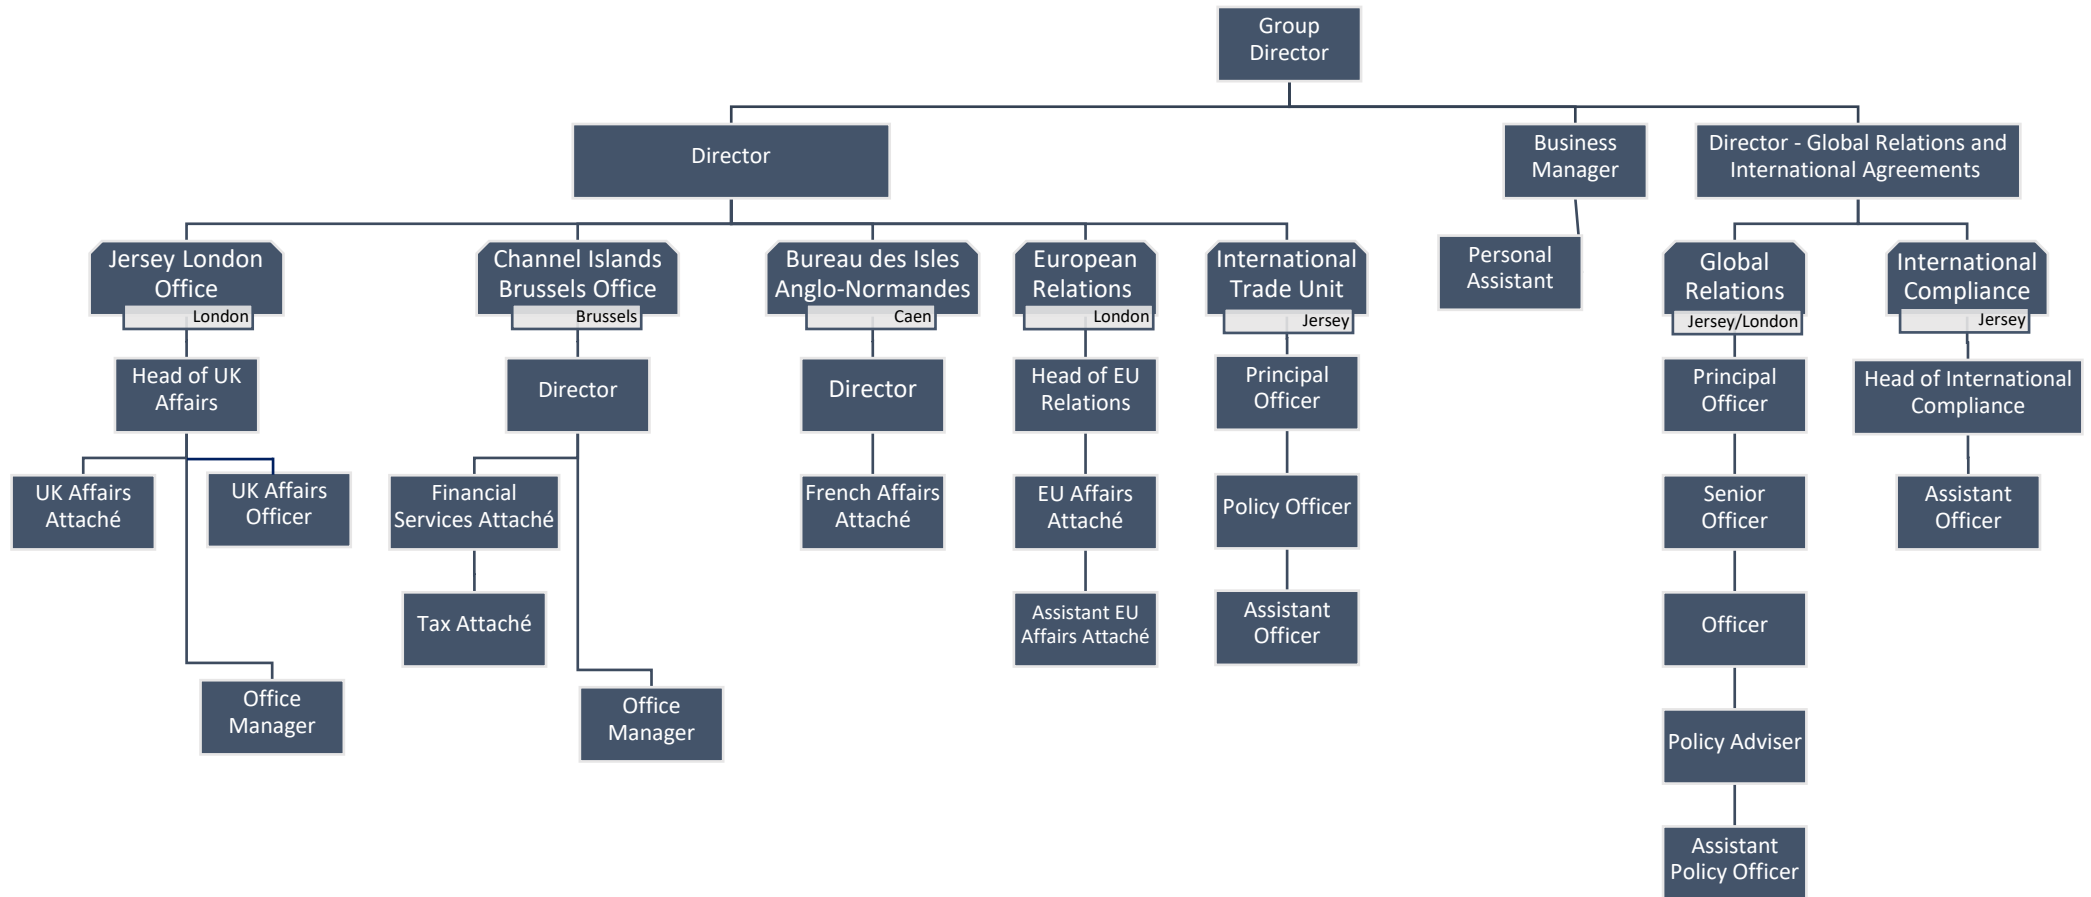 Group
Director
Director
Business
Manager
Director - Global Relations and
International Agreements
Jersey London
Office
London
Channel Islands
Brussels Office
Brussels
Bureau des Isles
Anglo-Normandes
Caen
European
Relations
London
International
Trade Unit
Jersey
Personal
Assistant
Global
Relations
Jersey/London
International
Compliance
Jersey
Head of UK
Affairs
Director
Director
Head of EU
Relations
Principal
Officer
Principal
Officer
Head of International
Compliance
UK Affairs
Attaché
UK Affairs
Officer
Financial
Services Attaché
French Affairs
Attaché
EU Affairs
Attaché
Policy Officer
Senior
Officer
Assistant
Officer
Tax Attaché
Assistant EU
Affairs Attaché
Assistant
Officer
Officer
Office
Manager
Office
Manager
Policy Adviser
Assistant
Policy Officer